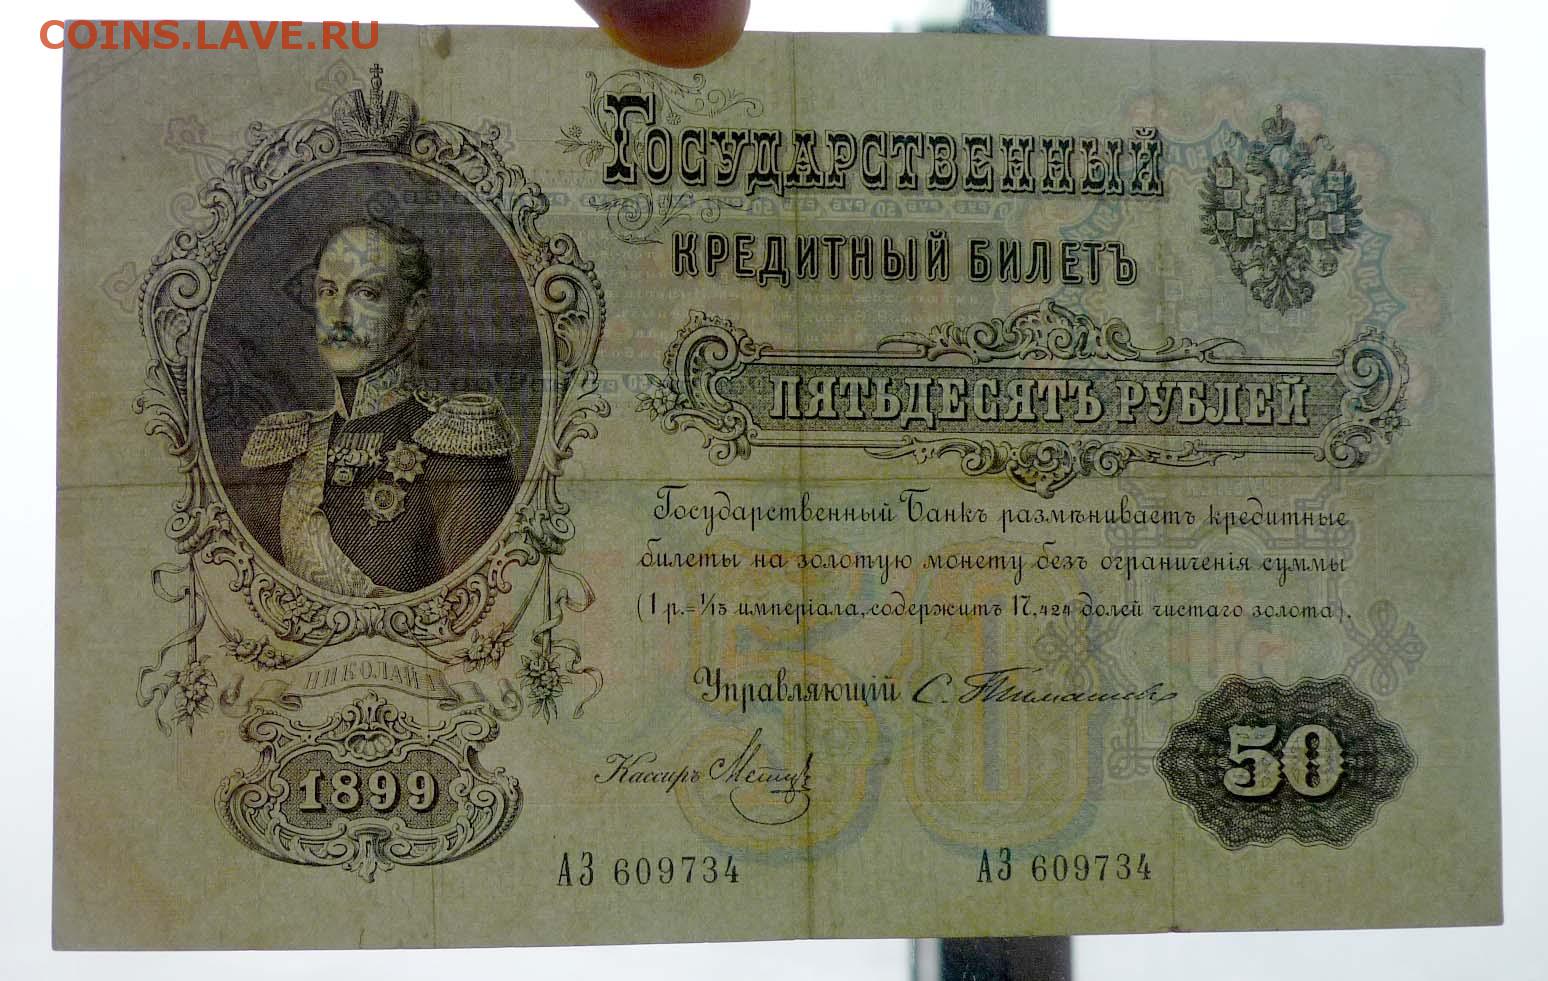 COINS.LAVE.RU
ГОСУДАРСТВЕННЫЙ
КРЕДИТНЫЙ БИЛЕТЪ
ПЯТЬДЕСЯТЪ РУБЛЕЙ
Государственный Банкъ размѣниваетъ кредитные
билеты на золотую монету безъ ограниченія суммы
(1 р.=1/15 имперіала, содержитъ 17,424 долей чистаго золота).
НИКОЛАЙ I
Управляющій С. Тимашевъ
1899
50
Кассиръ
АЗ 609734
АЗ 609734